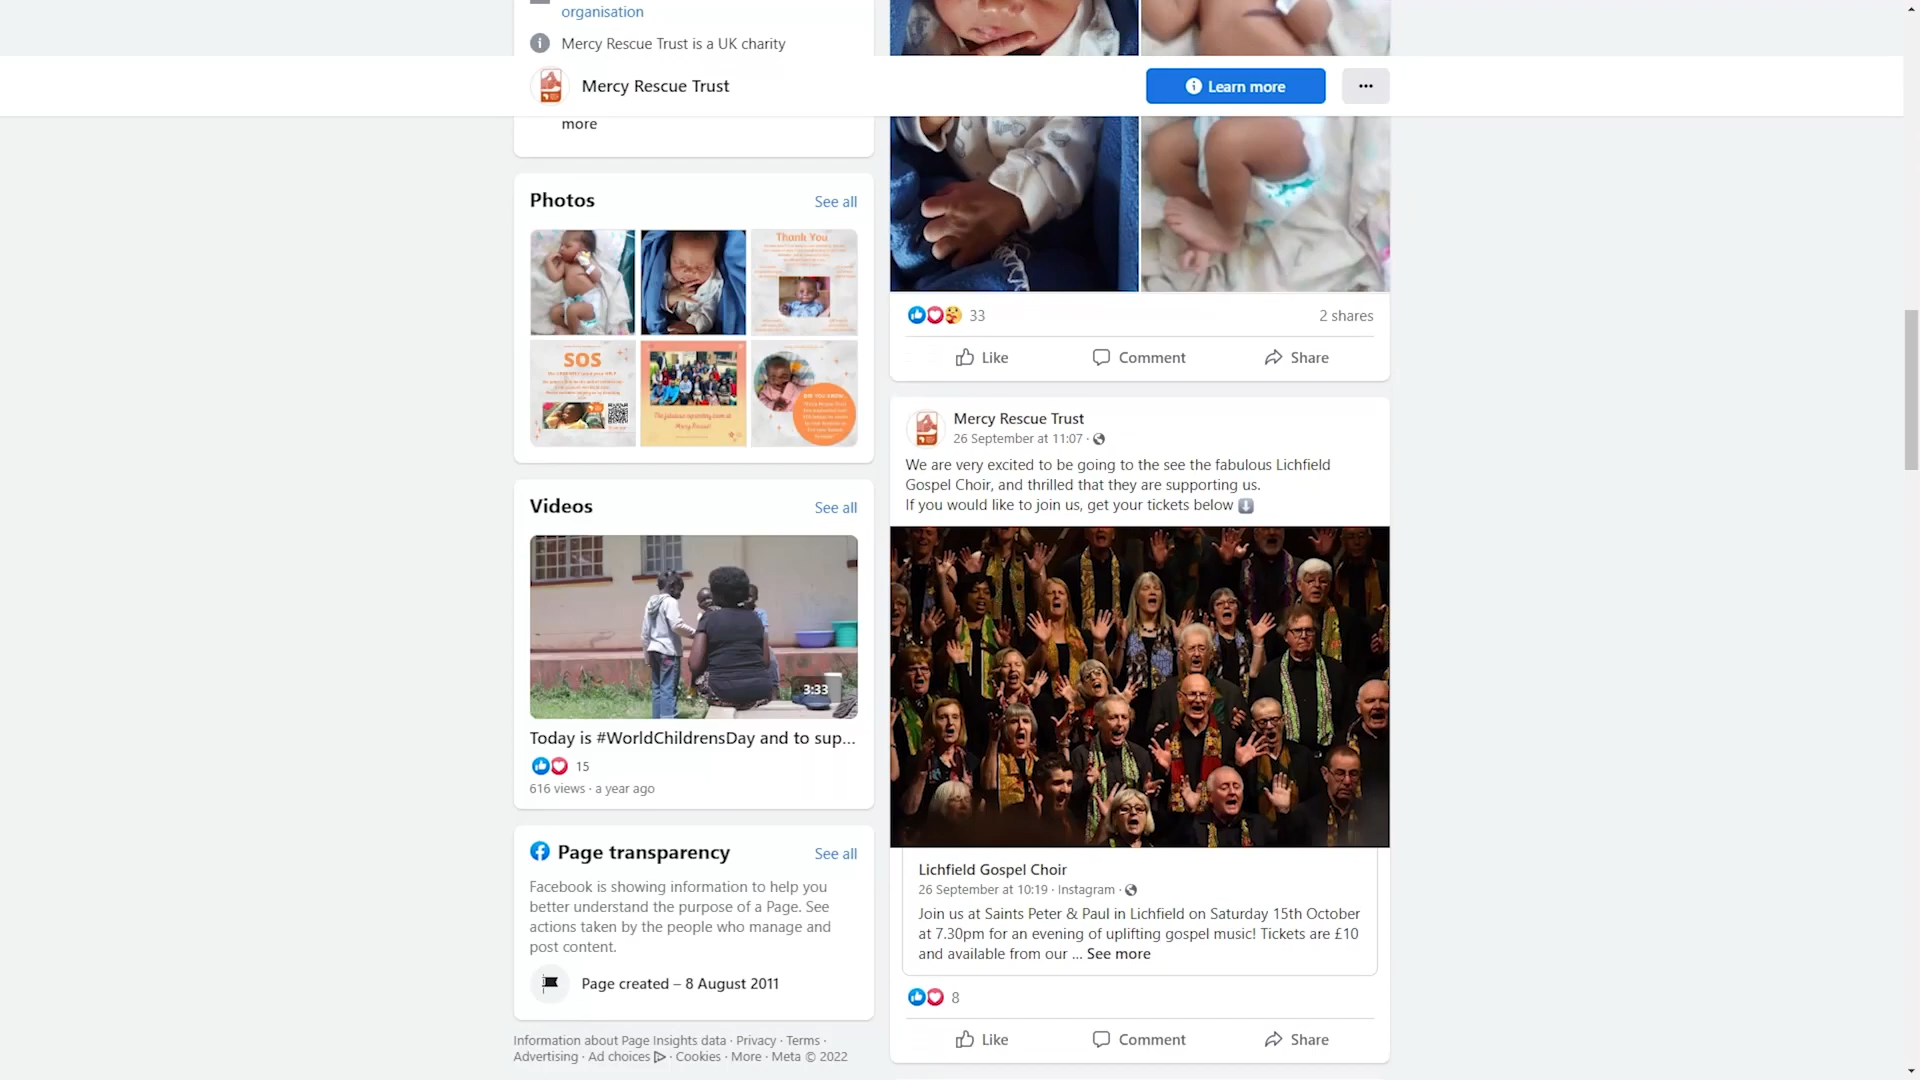 organisation
Mercy Rescue Trust is a UK charity
Mercy Rescue Trust
Learn more
more
Photos
See all
Thank You
SOS
Mercy Rescue!
Videos
See all
3:33
Today is #WorldChildrensDay and to sup...
15
616 views · a year ago
Page transparency
See all
Facebook is showing information to help you
better understand the purpose of a Page. See
actions taken by the people who manage and
post content.
Page created – 8 August 2011
Information about Page Insights data · Privacy · Terms ·
Advertising · Ad choices · Cookies · More · Meta © 2022
33
2 shares
Like
Comment
Share
Mercy Rescue Trust
26 September at 11:07 ·
We are very excited to be going to the see the fabulous Lichfield
Gospel Choir, and thrilled that they are supporting us.
If you would like to join us, get your tickets below
Lichfield Gospel Choir
26 September at 10:19 · Instagram ·
Join us at Saints Peter & Paul in Lichfield on Saturday 15th October
at 7.30pm for an evening of uplifting gospel music! Tickets are £10
and available from our ... See more
8
Like
Comment
Share